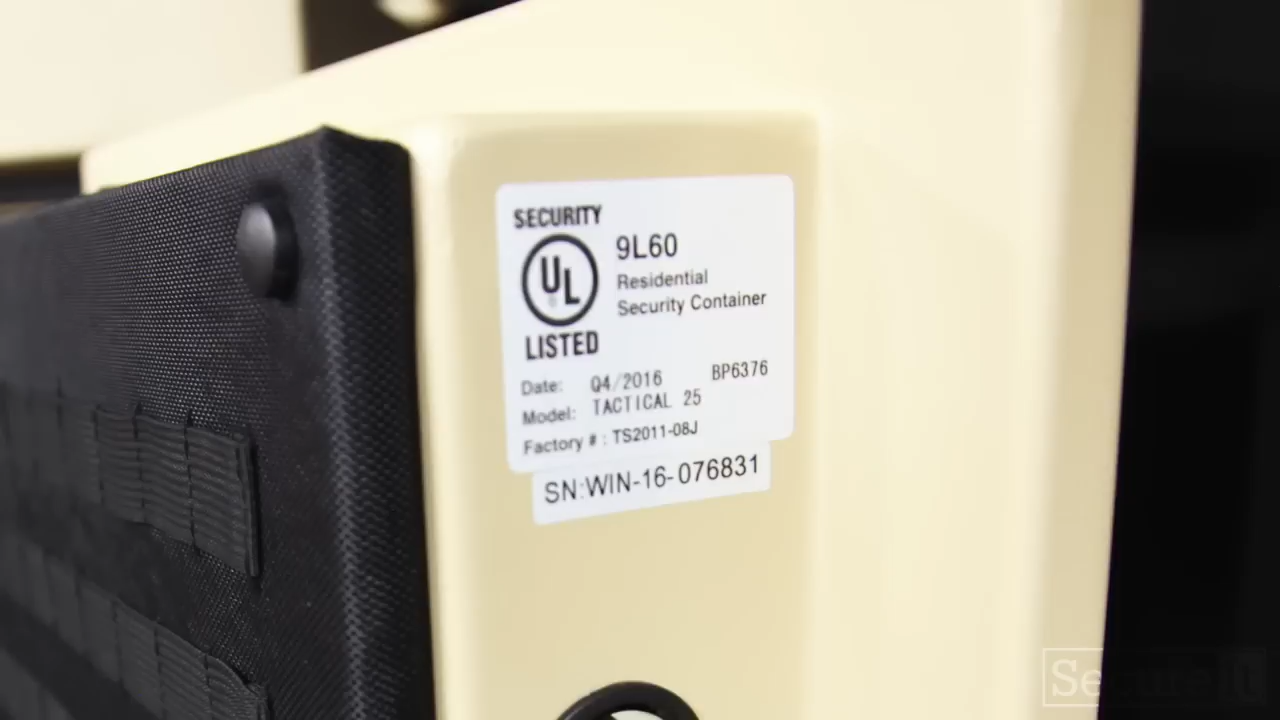 SECURITY
UL
LISTED
9L60
Residential
Security Container
Date: Q4/2016 BP6376
Model: TACTICAL 25
Factory # : TS2011-08J
SN:WIN-16-076831
SecureIt